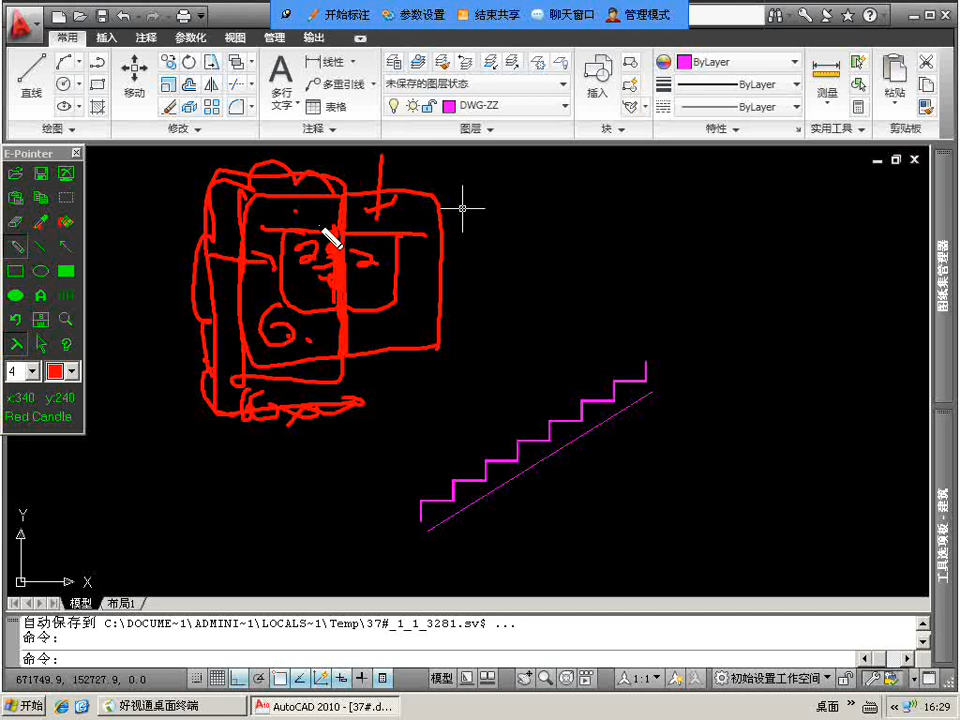 开始标注 参数设置 结束共享 聊天窗口 管理模式
常用 插入 注释 参数化 视图 管理 输出
直线 移动 多行文字 线性 多重引线 表格 未保存的图层状态 DWG-ZZ 插入 ByLayer ByLayer ByLayer 测量 粘贴
绘图 修改 注释 图层 块 特性 实用工具 剪贴板
E-Pointer
4
x:340 y:240
Red Candle
图纸集管理器
工具选项板 - 建筑
Y
X
模型 布局1
自动保存到 C:\DOCUME~1\ADMINI~1\LOCALS~1\Temp\37#_1_1_3281.sv$ ...
命令:
命令:
671749.9, 152727.9, 0.0 模型 1:1 初始设置工作空间
开始 好视通桌面终端 AutoCAD 2010 - [37#.d... 桌面 16:29